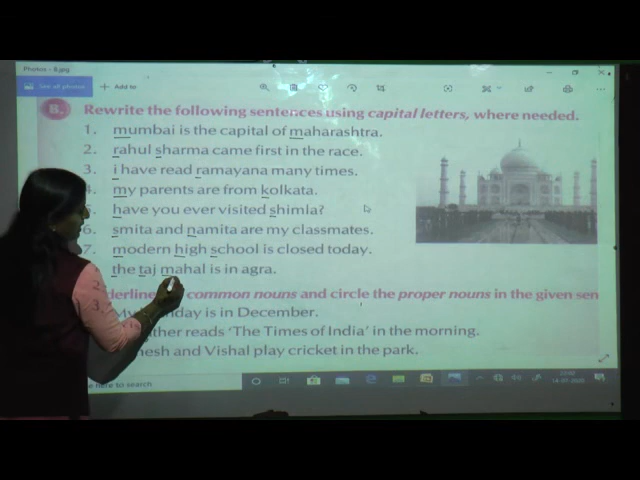 Photos - 8.jpg
See all photos + Add to
B. Rewrite the following sentences using capital letters, where needed.
1. mumbai is the capital of maharashtra.
2. rahul sharma came first in the race.
3. i have read ramayana many times.
4. my parents are from kolkata.
5. have you ever visited shimla?
6. smita and namita are my classmates.
7. modern high school is closed today.
the taj mahal is in agra.
common nouns and circle the proper nouns in the given sen
is in December.
reads 'The Times of India' in the morning.
and Vishal play cricket in the park.
here to search